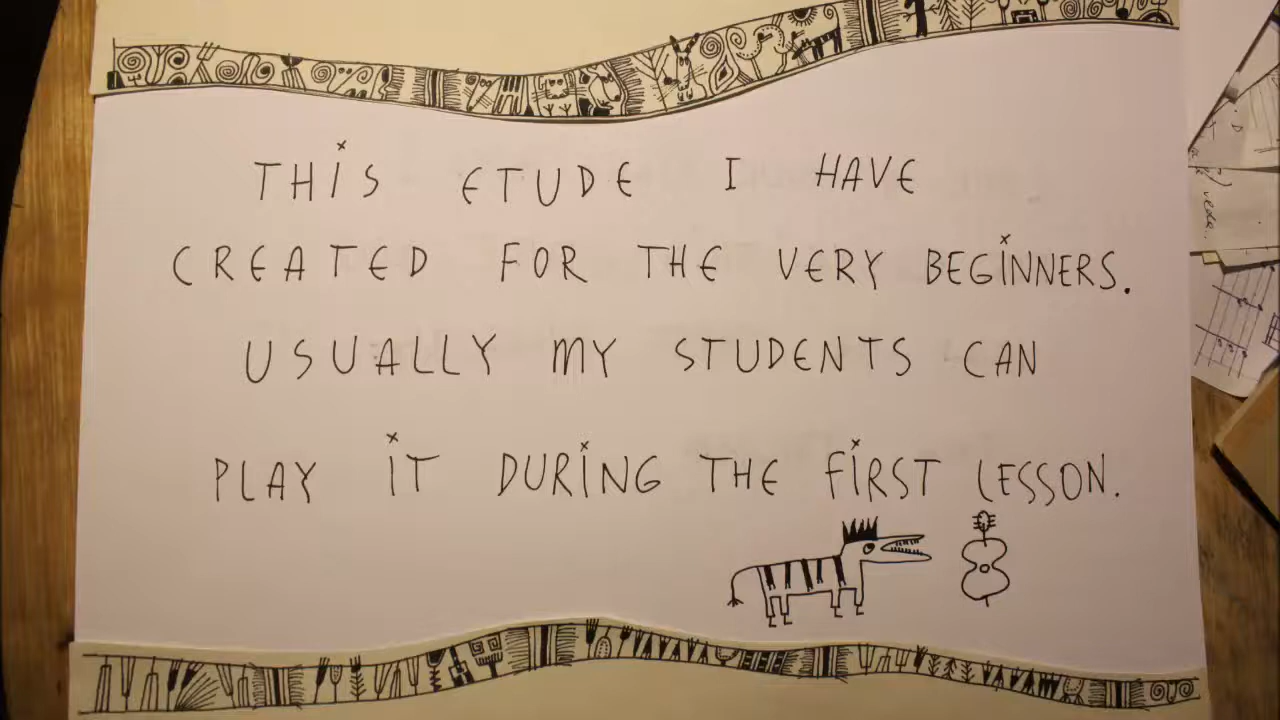 THiS ETUDE I HAVE
CREATED FOR THE VERY BEGiNNERS.
USUALLY MY STUDENTS CAN
PLAY iT DURiNG THE FiRST LESSON.